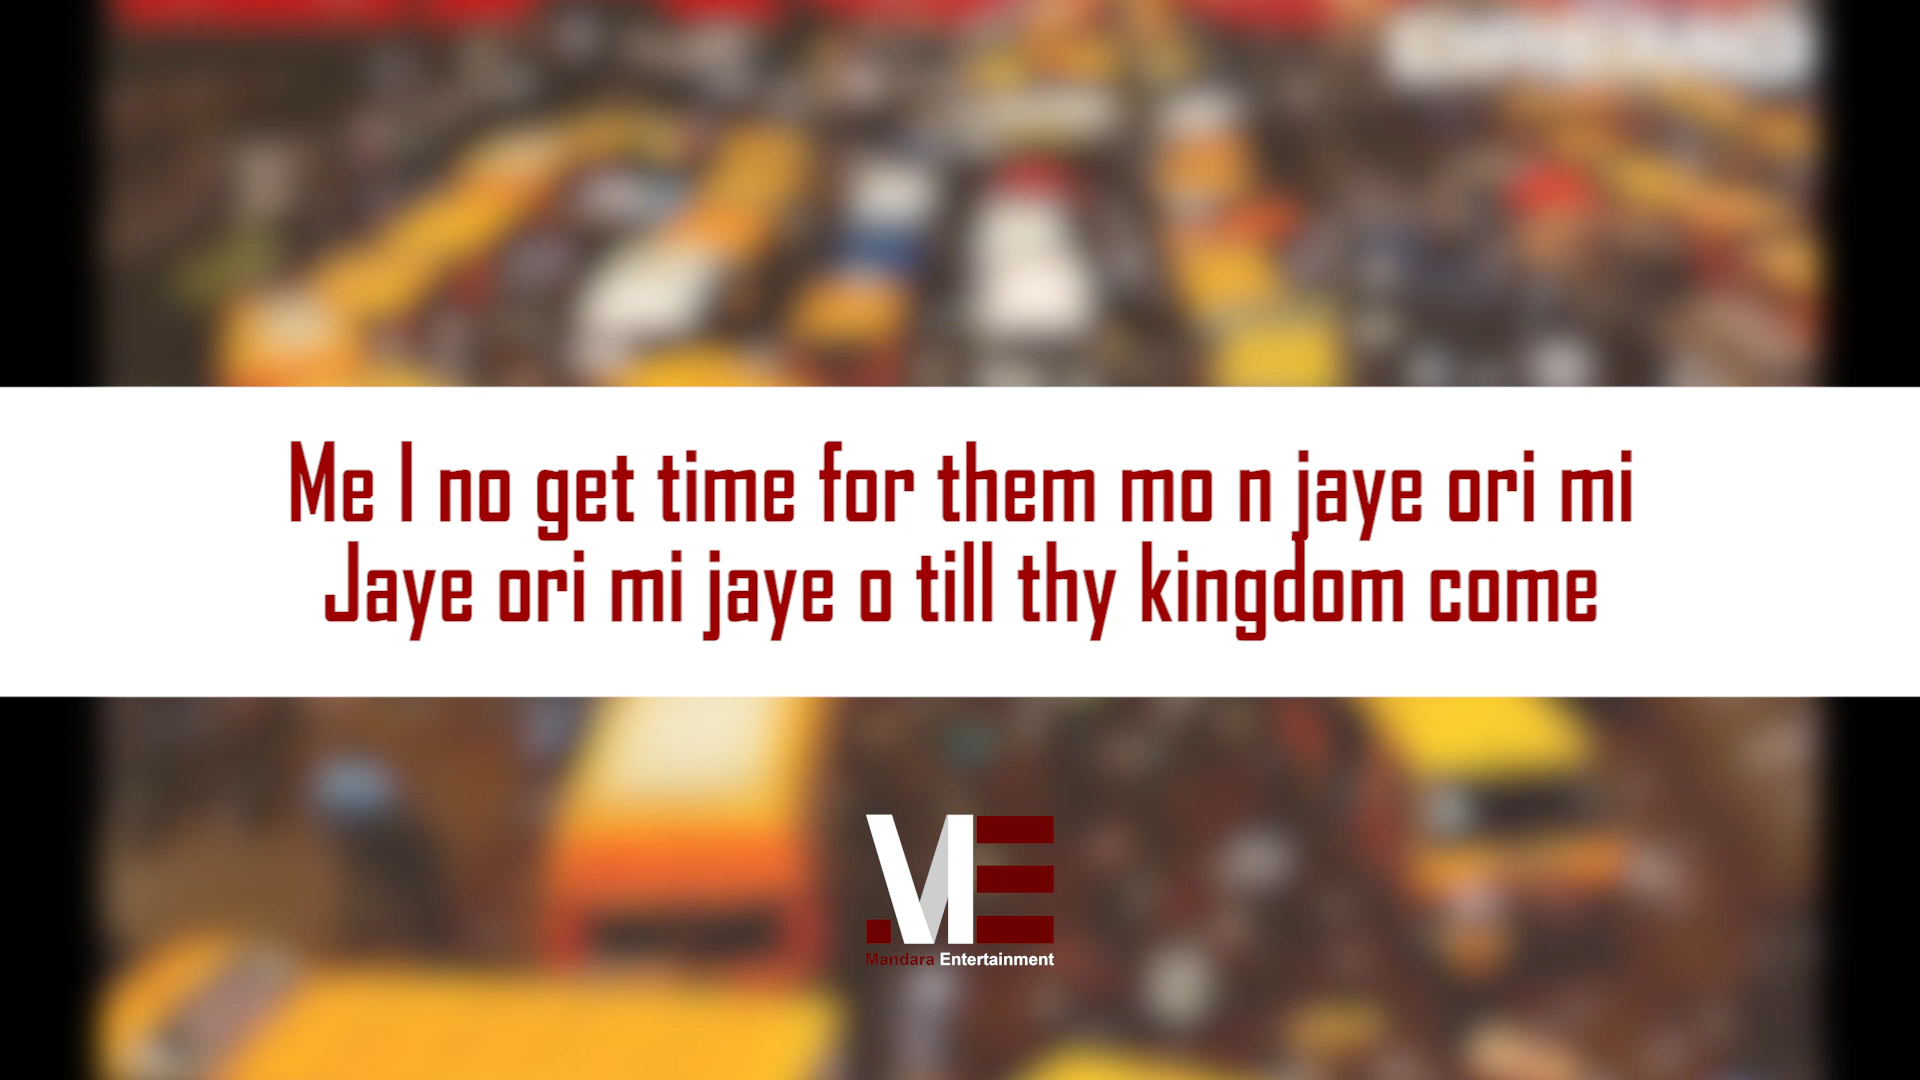 Me I no get time for them mo n jaye ori mi
Jaye ori mi jaye o till thy kingdom come
ME
Mandara Entertainment